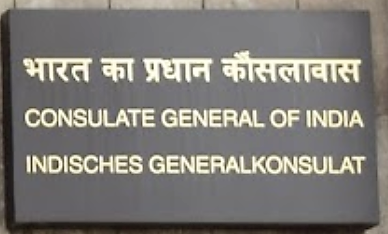 भारत का प्रधान कौंसलावास
CONSULATE GENERAL OF INDIA
INDISCHES GENERALKONSULAT